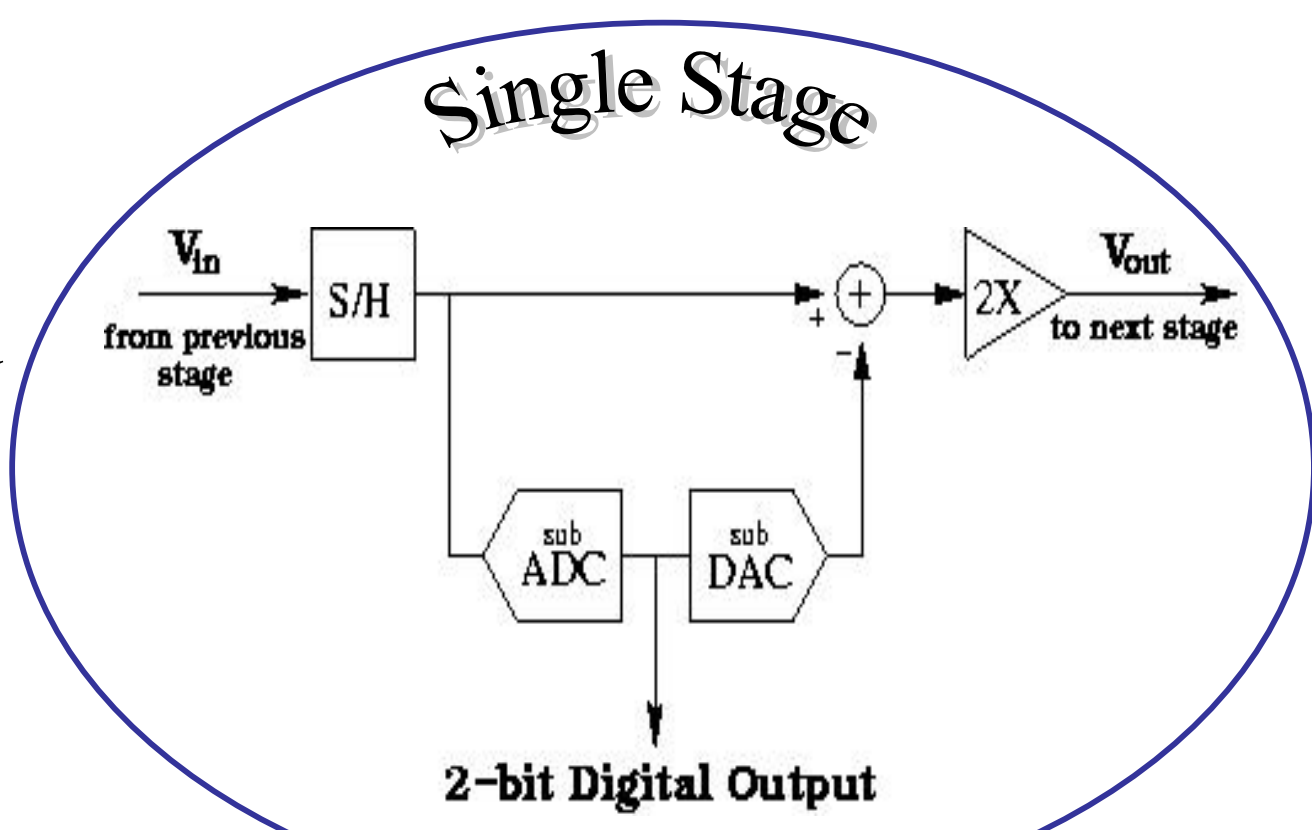 Single Stage
Vin
from previous
stage
S/H
+
+
−
2X
Vout
to next stage
sub
ADC
sub
DAC
2-bit Digital Output